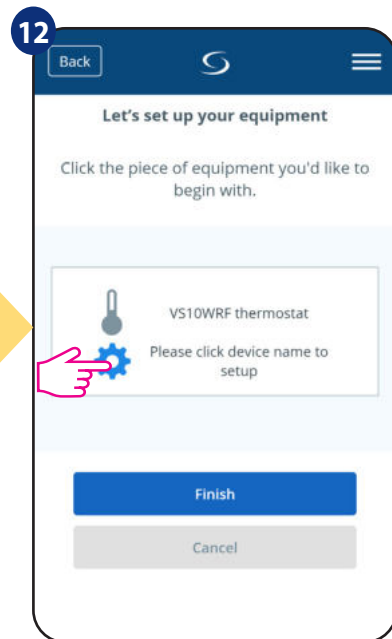 12
Back
Let's set up your equipment
Click the piece of equipment you'd like to
begin with.
VS10WRF thermostat
Please click device name to
setup
Finish
Cancel